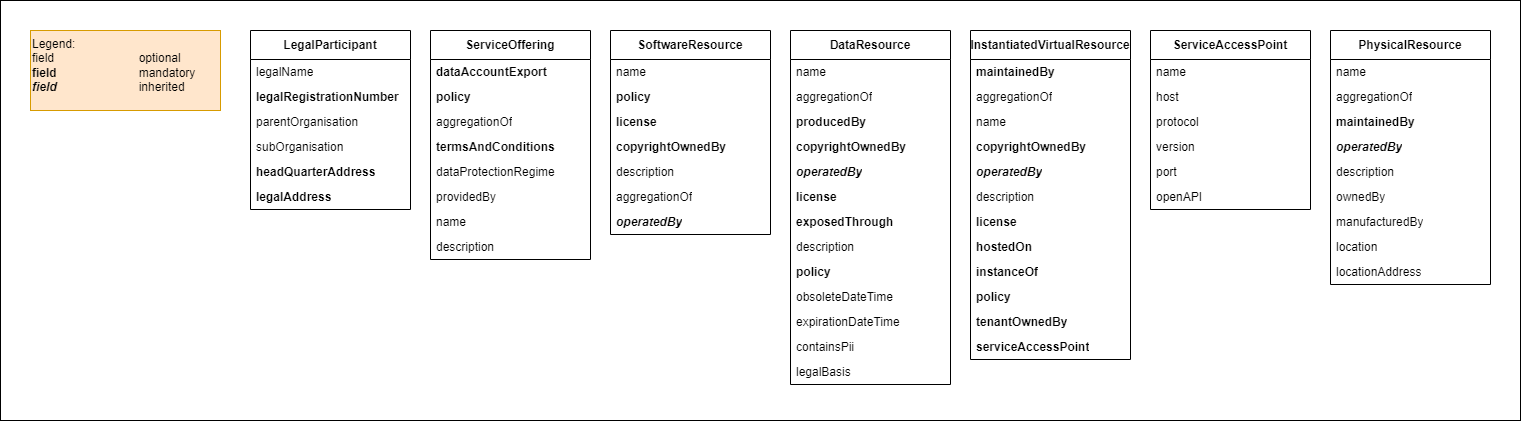 Legend:
field optional
field mandatory
field inherited
LegalParticipant
legalName
legalRegistrationNumber
parentOrganisation
subOrganisation
headQuarterAddress
legalAddress
ServiceOffering
dataAccountExport
policy
aggregationOf
termsAndConditions
dataProtectionRegime
providedBy
name
description
SoftwareResource
name
policy
license
copyrightOwnedBy
description
aggregationOf
operatedBy
DataResource
name
aggregationOf
producedBy
copyrightOwnedBy
operatedBy
license
exposedThrough
description
policy
obsoleteDateTime
expirationDateTime
containsPii
legalBasis
InstantiatedVirtualResource
maintainedBy
aggregationOf
name
copyrightOwnedBy
operatedBy
description
license
hostedOn
instanceOf
policy
tenantOwnedBy
serviceAccessPoint
ServiceAccessPoint
name
host
protocol
version
port
openAPI
PhysicalResource
name
aggregationOf
maintainedBy
operatedBy
description
ownedBy
manufacturedBy
location
locationAddress